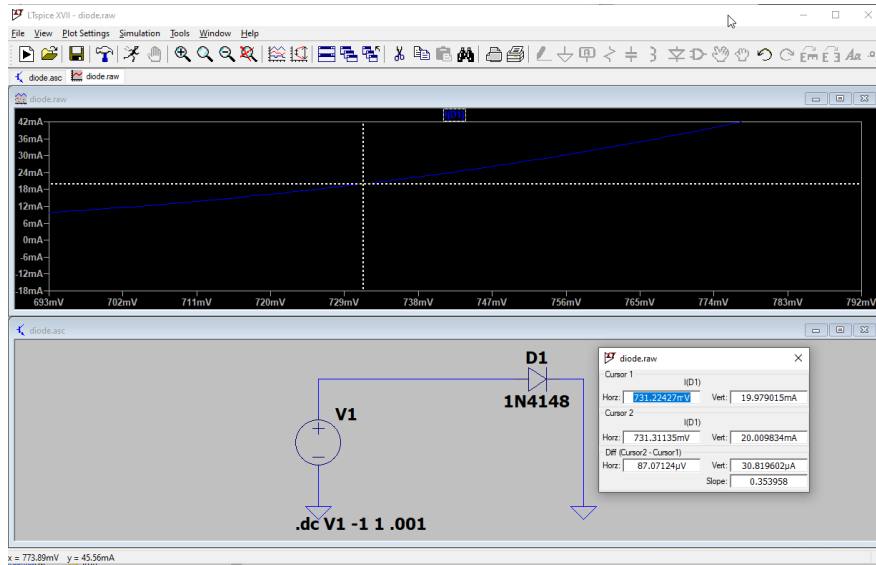 LTspice XVII - diode.raw
File View Plot Settings Simulation Tools Window Help
diode.asc diode.raw
diode.raw
I(D1)
42mA
36mA
30mA
24mA
18mA
12mA
6mA
0mA
-6mA
-12mA
-18mA
693mV 702mV 711mV 720mV 729mV 738mV 747mV 756mV 765mV 774mV 783mV 792mV
diode.asc
D1
1N4148
V1
.dc V1 -1 1 .001
diode.raw
Cursor 1
I(D1)
Horz: 731.22427mV Vert: 19.979015mA
Cursor 2
I(D1)
Horz: 731.31135mV Vert: 20.009834mA
Diff (Cursor2 - Cursor1)
Horz: 87.07124µV Vert: 30.819602µA
Slope: 0.353958
x = 773.89mV y = 45.56mA